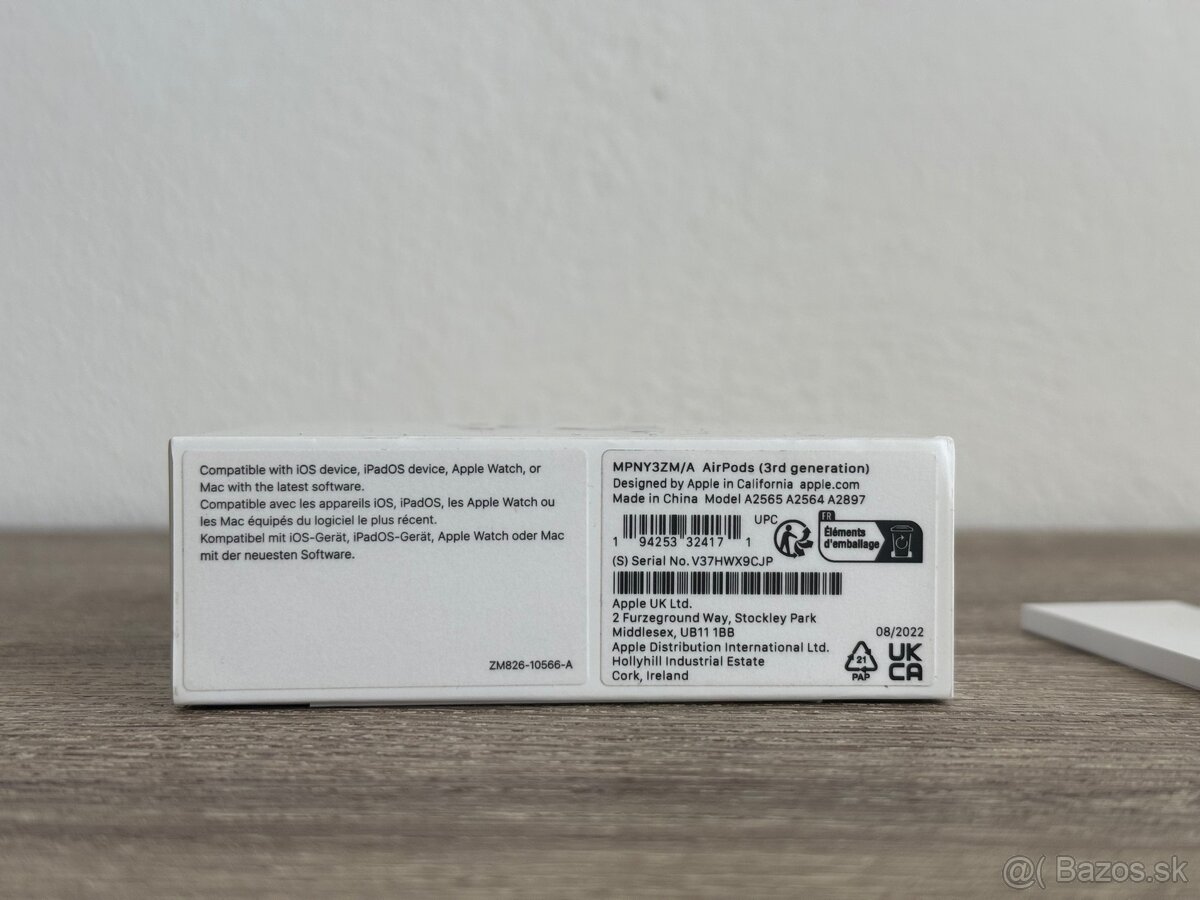 Compatible with iOS device, iPadOS device, Apple Watch, or
Mac with the latest software.
Compatible avec les appareils iOS, iPadOS, les Apple Watch ou
les Mac équipés du logiciel le plus récent.
Kompatibel mit iOS-Gerät, iPadOS-Gerät, Apple Watch oder Mac
mit der neuesten Software.
ZM826-10566-A
MPNY3ZM/A AirPods (3rd generation)
Designed by Apple in California apple.com
Made in China Model A2565 A2564 A2897
UPC
1 94253 32417 1
FR
Éléments
d'emballage
(S) Serial No. V37HWX9CJP
Apple UK Ltd.
2 Furzeground Way, Stockley Park
Middlesex, UB11 1BB
Apple Distribution International Ltd.
Hollyhill Industrial Estate
Cork, Ireland
08/2022
21
PAP
UK
CA
@( Bazos.sk